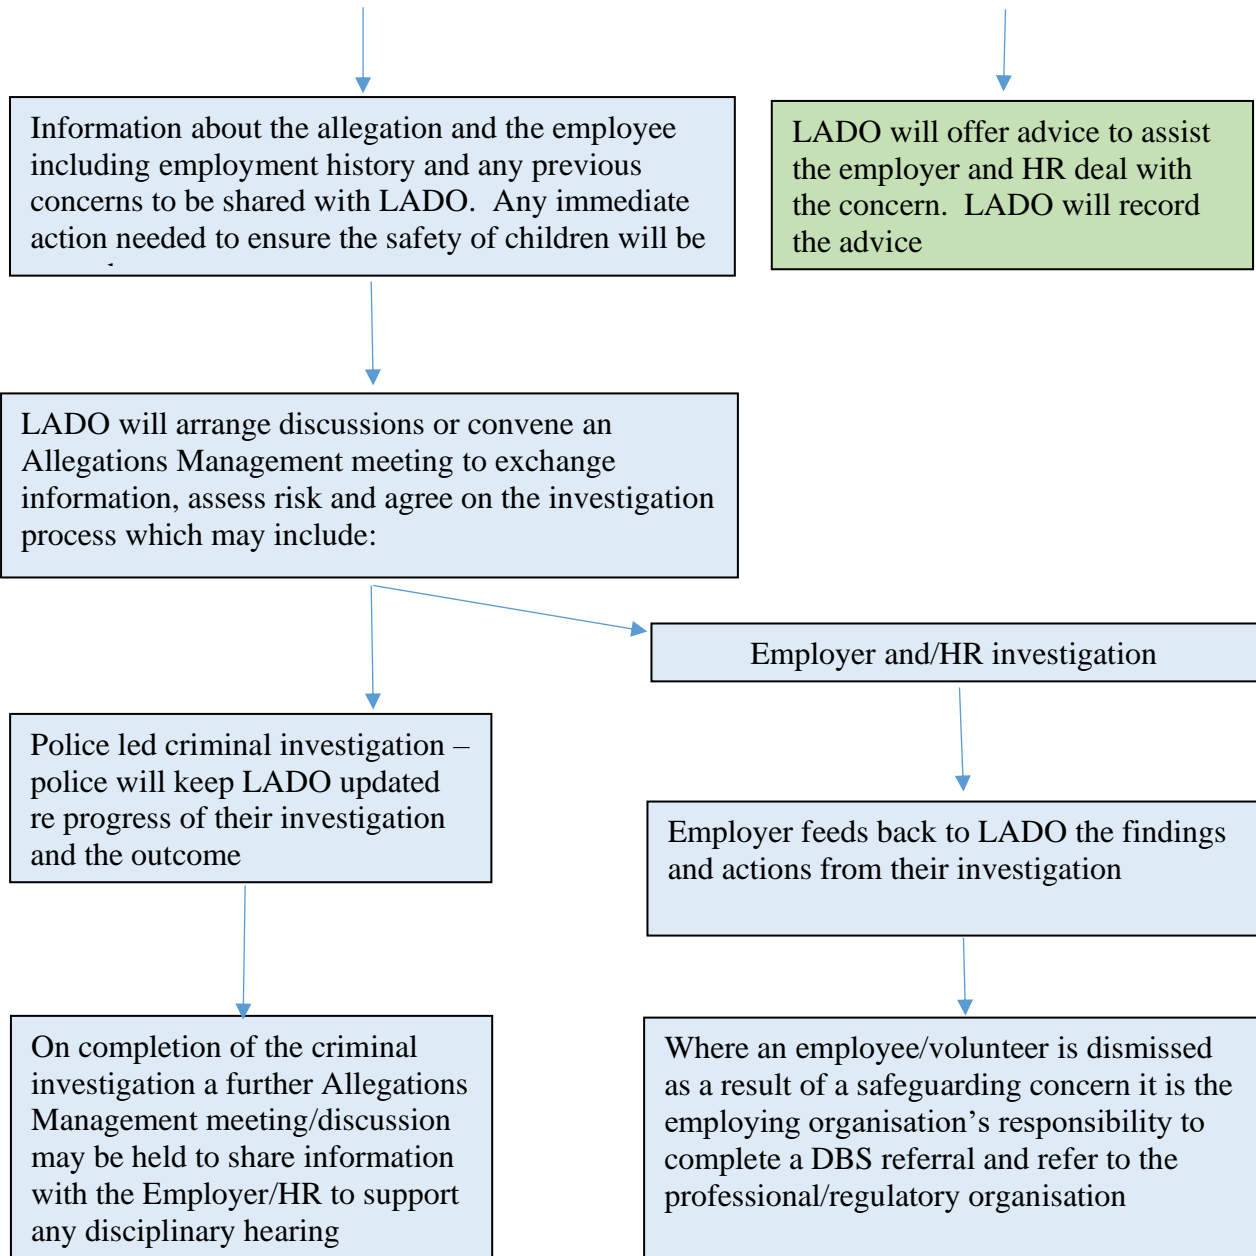 Information about the allegation and the employee
including employment history and any previous
concerns to be shared with LADO.  Any immediate
action needed to ensure the safety of children will be
LADO will offer advice to assist
the employer and HR deal with
the concern.  LADO will record
the advice
LADO will arrange discussions or convene an
Allegations Management meeting to exchange
information, assess risk and agree on the investigation
process which may include:
Employer and/HR investigation
Police led criminal investigation –
police will keep LADO updated
re progress of their investigation
and the outcome
Employer feeds back to LADO the findings
and actions from their investigation
On completion of the criminal
investigation a further Allegations
Management meeting/discussion
may be held to share information
with the Employer/HR to support
any disciplinary hearing
Where an employee/volunteer is dismissed
as a result of a safeguarding concern it is the
employing organisation’s responsibility to
complete a DBS referral and refer to the
professional/regulatory organisation